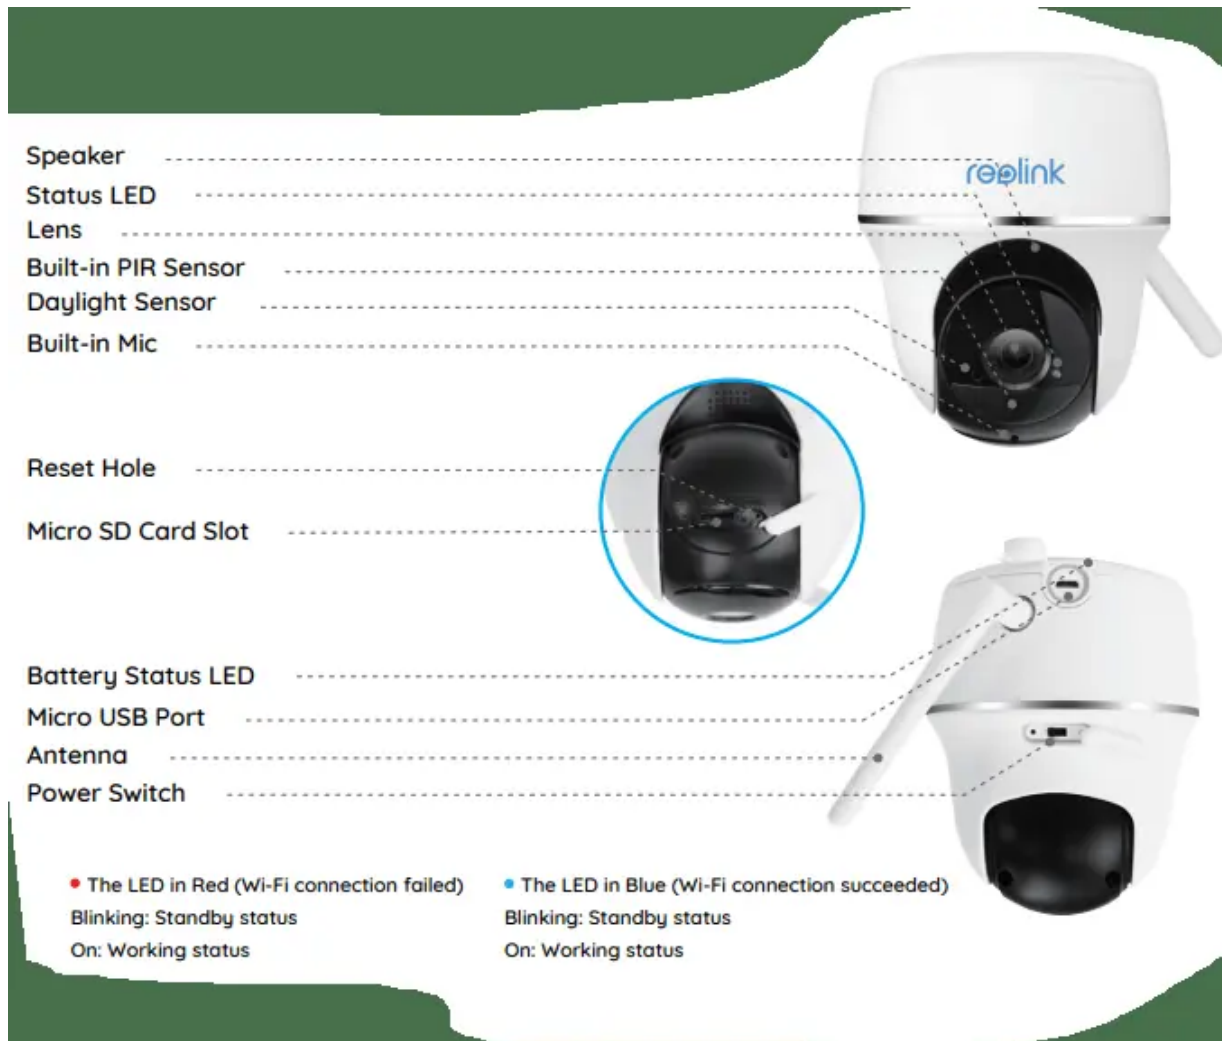 Speaker
reolink
Status LED
Lens
Built-in PIR Sensor
Daylight Sensor
Built-in Mic
Reset Hole
Micro SD Card Slot
Battery Status LED
Micro USB Port
Antenna
Power Switch
The LED in Red (Wi-Fi connection failed)
Blinking: Standby status
On: Working status
The LED in Blue (Wi-Fi connection succeeded)
Blinking: Standby status
On: Working status